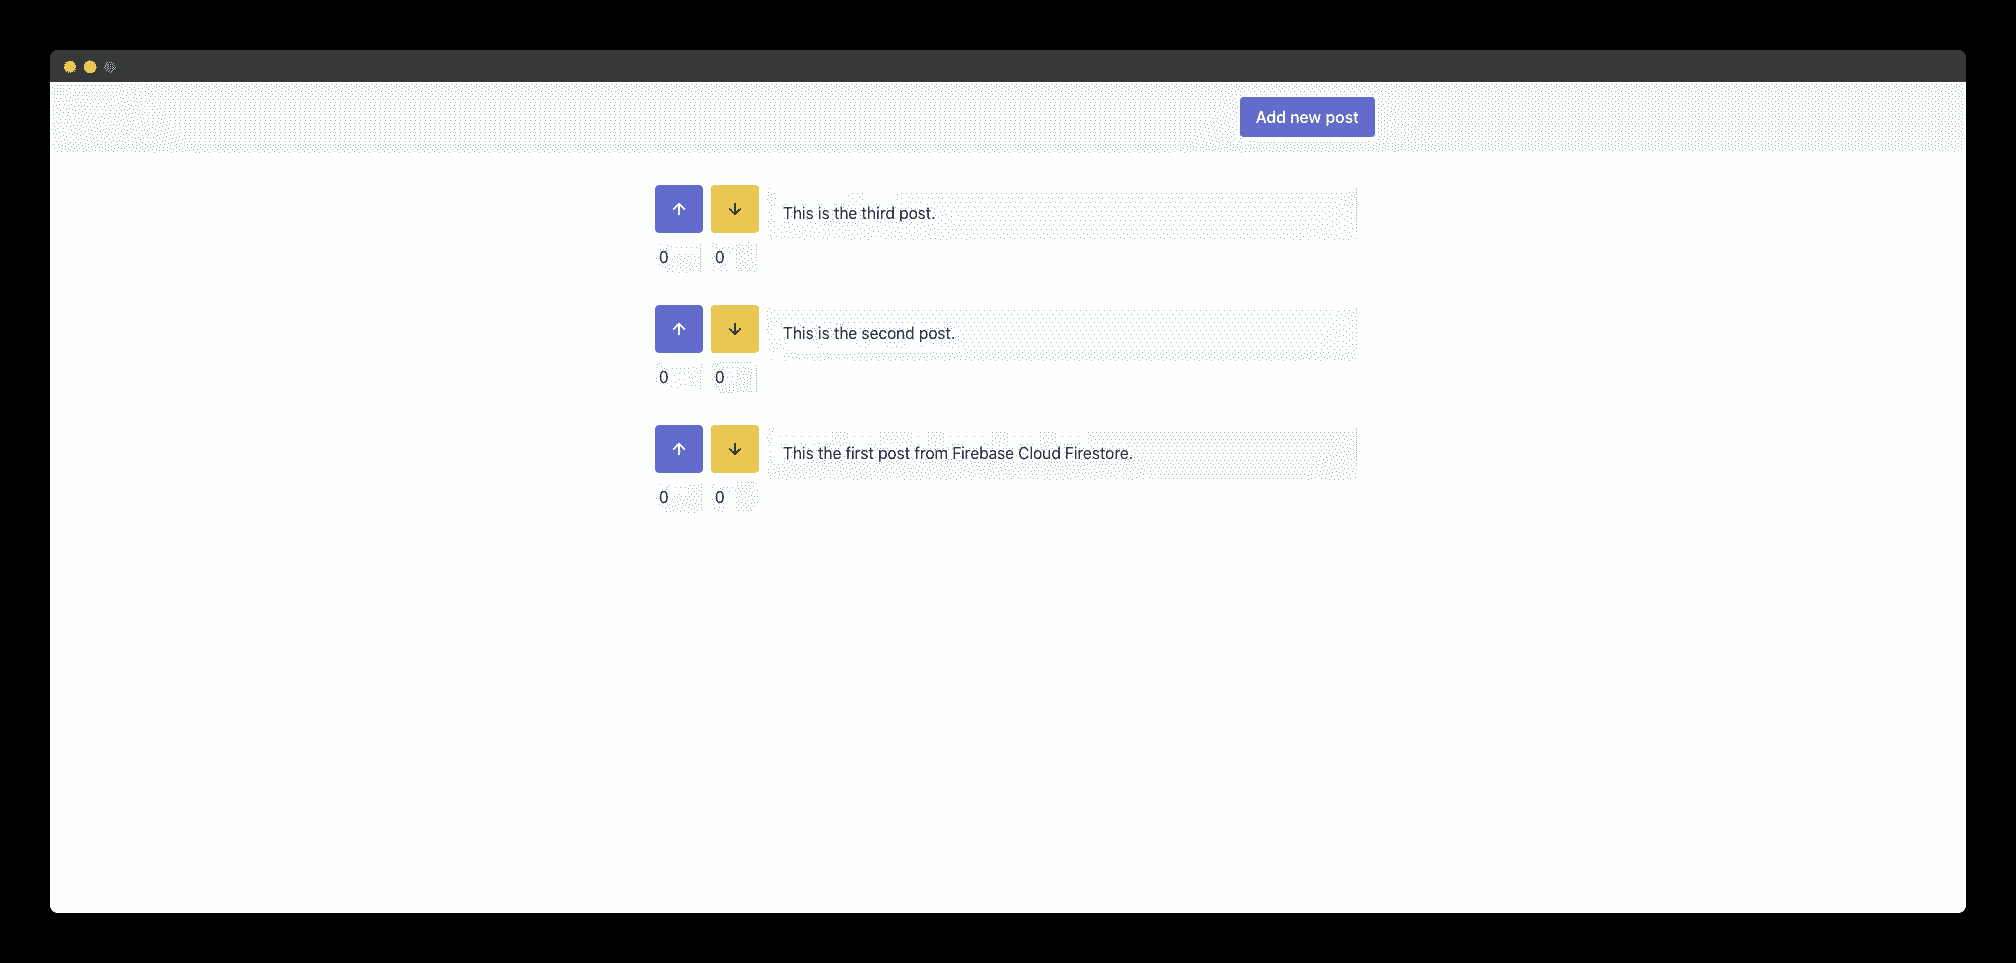 Add new post
This is the third post.
0 0
This is the second post.
0 0
This the first post from Firebase Cloud Firestore.
0 0